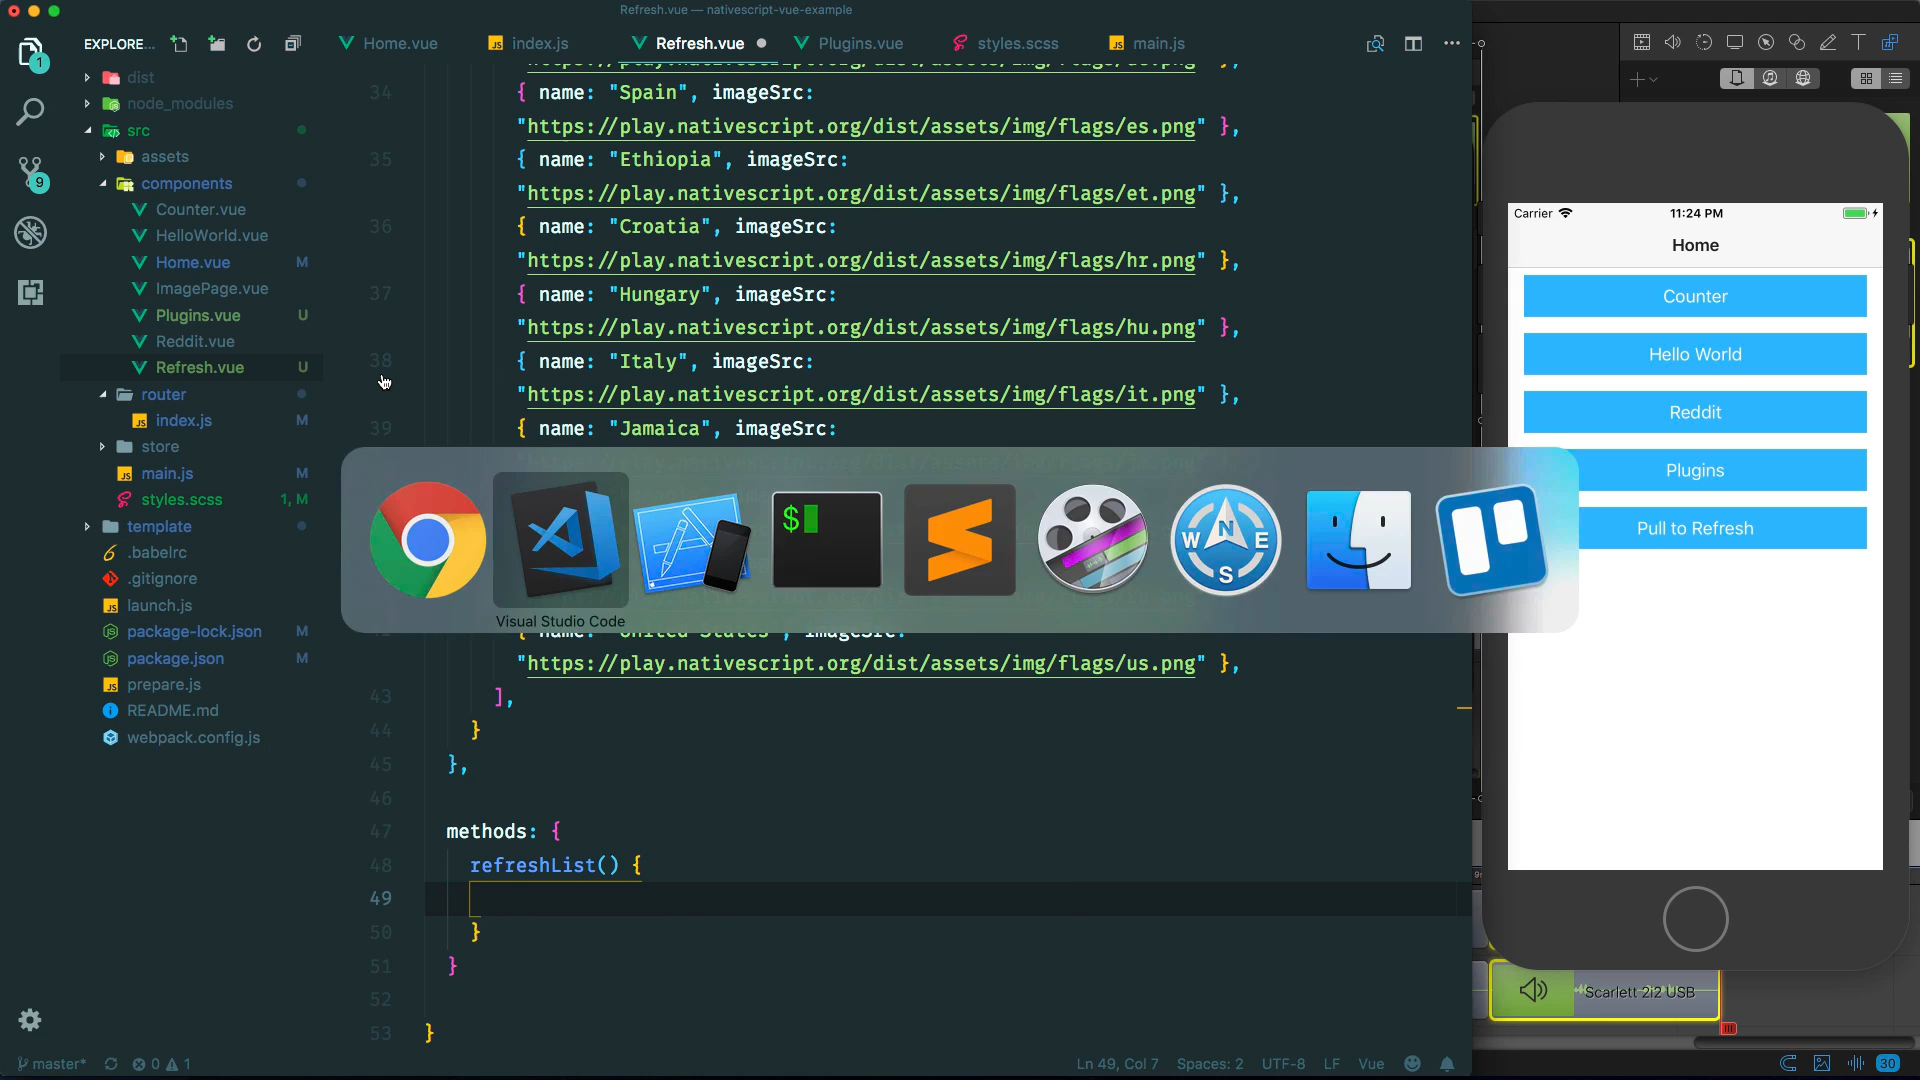 Refresh.vue — nativescript-vue-example
EXPLORE...
Home.vue
index.js
Refresh.vue
Plugins.vue
styles.scss
main.js
1
9
dist
node_modules
src
assets
components
Counter.vue
HelloWorld.vue
Home.vue M
ImagePage.vue
Plugins.vue U
Reddit.vue
Refresh.vue U
router
index.js M
store
main.js M
styles.scss 1, M
template
.babelrc
.gitignore
launch.js
package-lock.json M
package.json M
prepare.js
README.md
webpack.config.js
34 { name: "Spain", imageSrc:
"https://play.nativescript.org/dist/assets/img/flags/es.png" },
35 { name: "Ethiopia", imageSrc:
"https://play.nativescript.org/dist/assets/img/flags/et.png" },
36 { name: "Croatia", imageSrc:
"https://play.nativescript.org/dist/assets/img/flags/hr.png" },
37 { name: "Hungary", imageSrc:
"https://play.nativescript.org/dist/assets/img/flags/hu.png" },
38 { name: "Italy", imageSrc:
"https://play.nativescript.org/dist/assets/img/flags/it.png" },
39 { name: "Jamaica", imageSrc:
$
W N E S
Visual Studio Code
{ name: "United States", imageSrc:
"https://play.nativescript.org/dist/assets/img/flags/us.png" },
43 ],
44 }
45 },
46
47 methods: {
48 refreshList() {
49
50 }
51 }
52
53 }
master* 0 1
Ln 49, Col 7 Spaces: 2 UTF-8 LF Vue
Carrier 11:24 PM
Home
Counter
Hello World
Reddit
Plugins
Pull to Refresh
Scarlett 2i2 USB
30